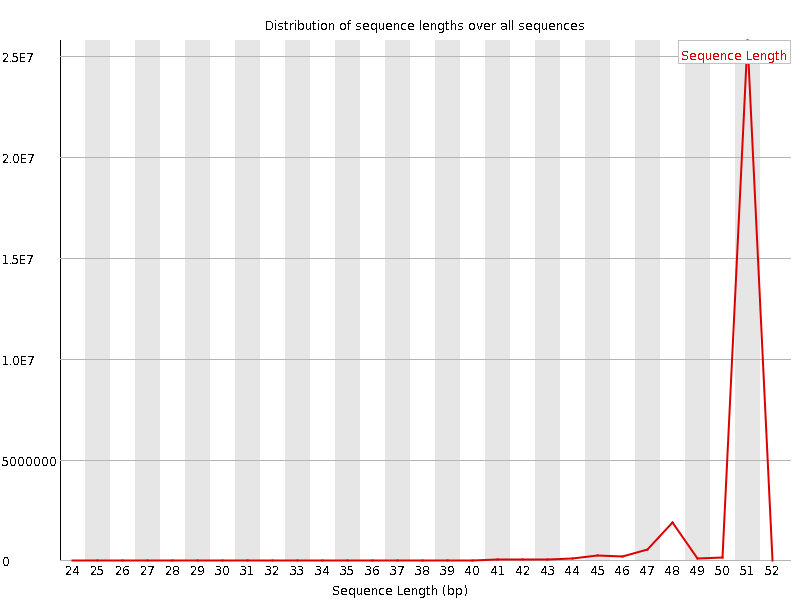 Distribution of sequence lengths over all sequences
Sequence Length
2.5E7
2.0E7
1.5E7
1.0E7
5000000
0
24 25 26 27 28 29 30 31 32 33 34 35 36 37 38 39 40 41 42 43 44 45 46 47 48 49 50 51 52
Sequence Length (bp)